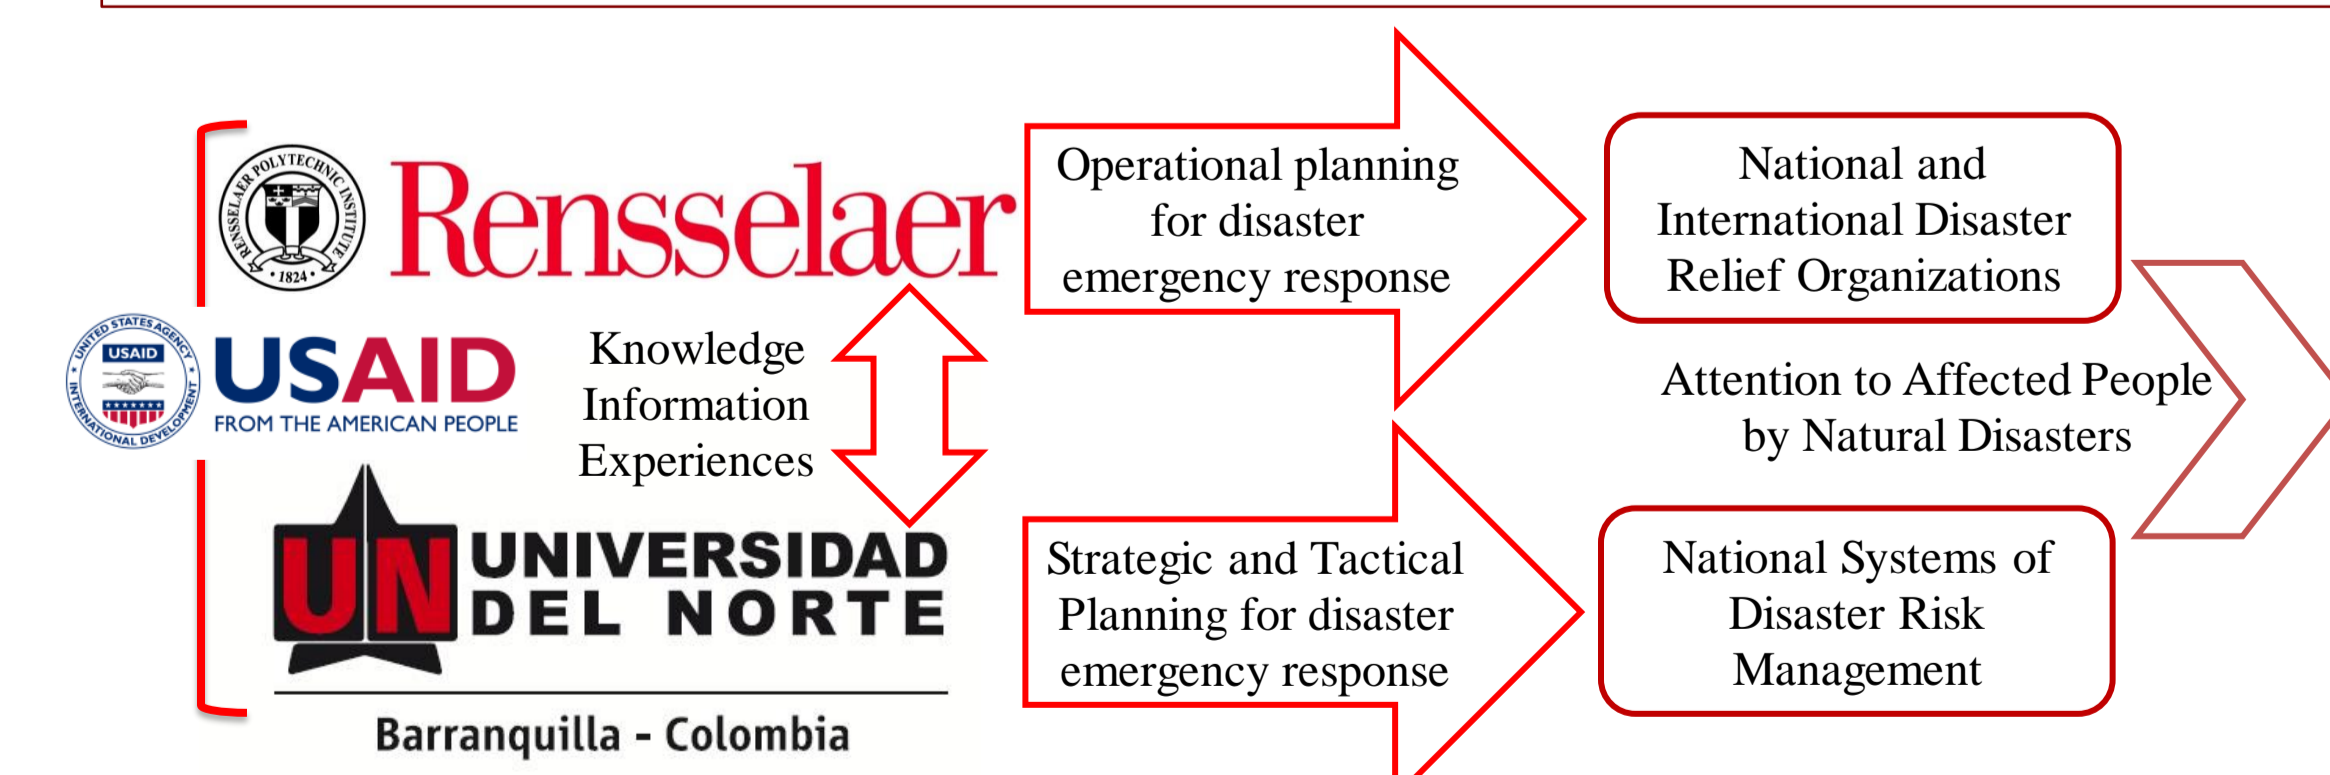 RENSSELAER POLYTECHNIC INSTITUTE
1824
Rensselaer
Operational planning
for disaster
emergency response
National and
International Disaster
Relief Organizations
UNITED STATES AGENCY
INTERNATIONAL DEVELOPMENT
USAID
USAID
FROM THE AMERICAN PEOPLE
Knowledge
Information
Experiences
Attention to Affected People
by Natural Disasters
UN
UNIVERSIDAD
DEL NORTE
Barranquilla - Colombia
Strategic and Tactical
Planning for disaster
emergency response
National Systems of
Disaster Risk
Management